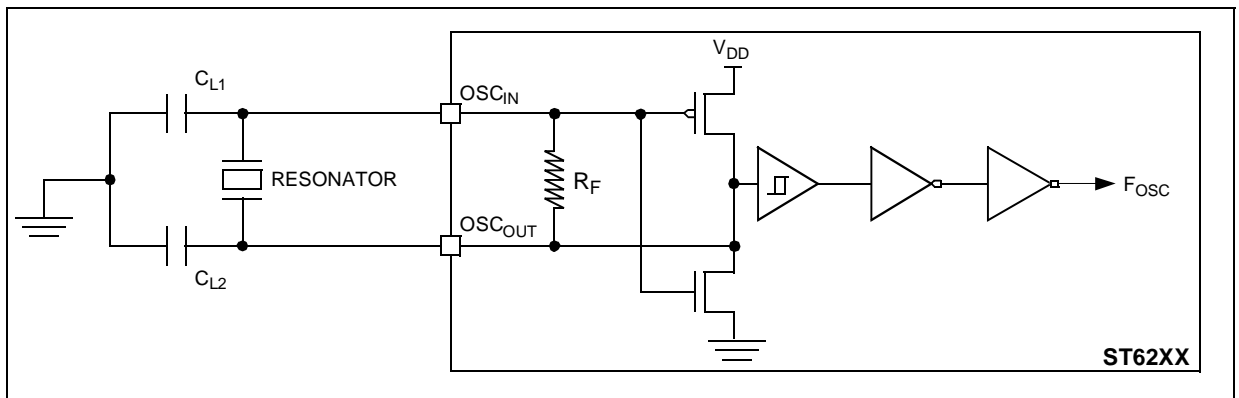 V_DD
C_L1
OSC_IN
RESONATOR
R_F
F_OSC
OSC_OUT
C_L2
ST62XX